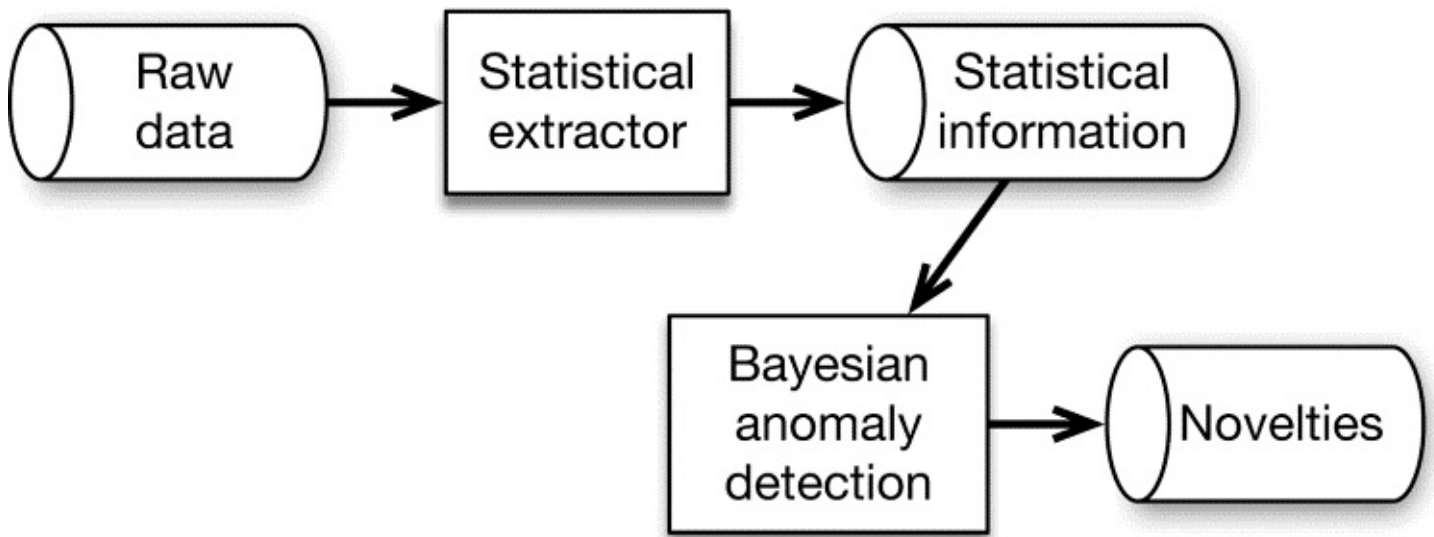 Raw
data
Statistical
extractor
Statistical
information
Bayesian
anomaly
detection
Novelties